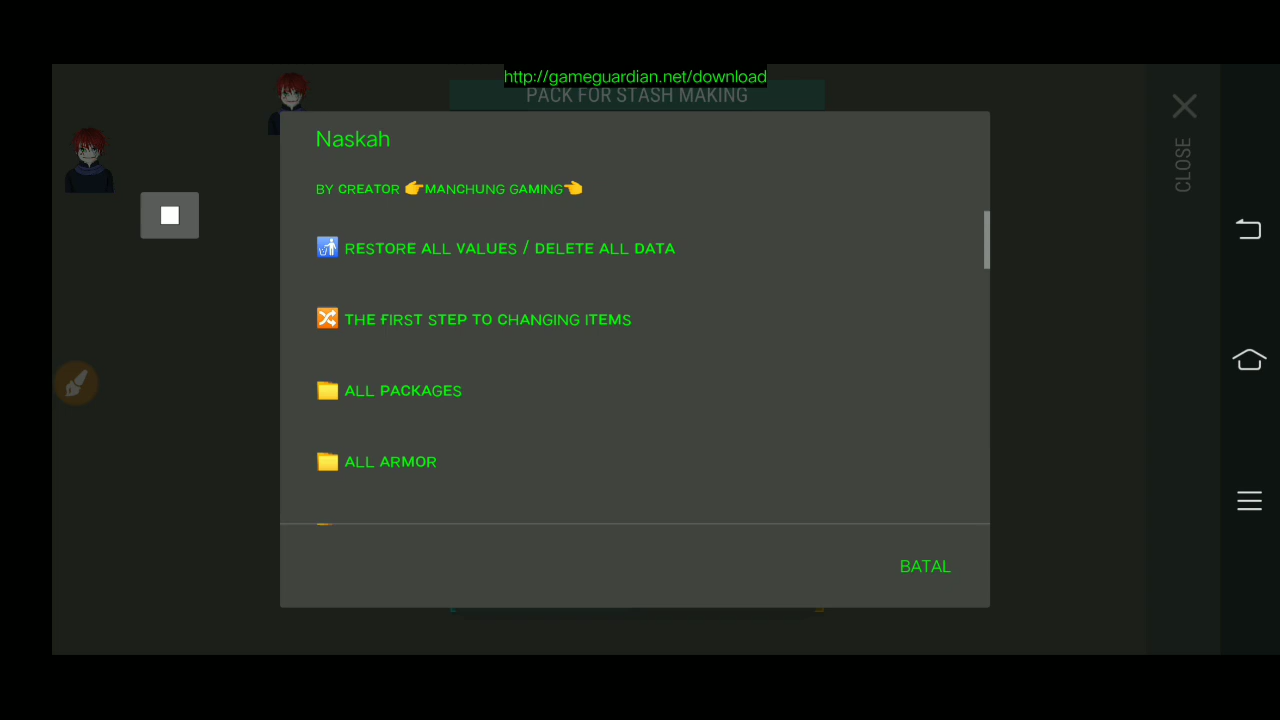 http://gameguardian.net/download
PACK FOR STASH MAKING
Naskah
BY CREATOR 👉MANCHUNG GAMING👈
🚮 RESTORE ALL VALUES / DELETE ALL DATA
🔀 THE FIRST STEP TO CHANGING ITEMS
📁 ALL PACKAGES
📁 ALL ARMOR
BATAL
CLOSE